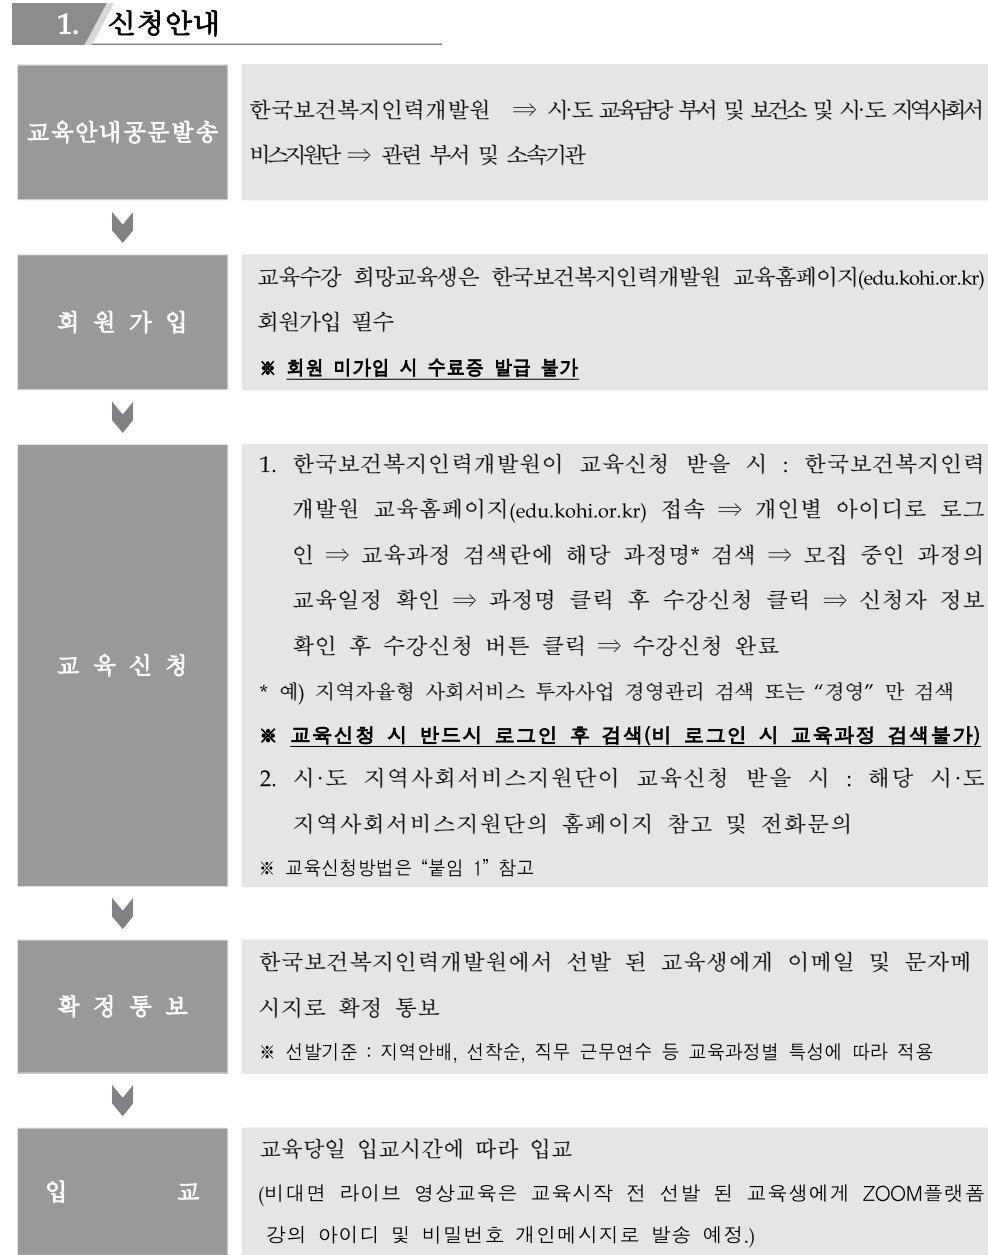 1. 신청안내
교육안내공문발송
한국보건복지인력개발원 ⇒ 시·도 교육담당 부서 및 보건소 및 시·도 지역사회서
비스지원단 ⇒ 관련 부서 및 소속기관
회 원 가 입
교육수강 희망교육생은 한국보건복지인력개발원 교육홈페이지(edu.kohi.or.kr)
회원가입 필수
※ 회원 미가입 시 수료증 발급 불가
교 육 신 청
1. 한국보건복지인력개발원이 교육신청 받을 시 : 한국보건복지인력
개발원 교육홈페이지(edu.kohi.or.kr) 접속 ⇒ 개인별 아이디로 로그
인 ⇒ 교육과정 검색란에 해당 과정명* 검색 ⇒ 모집 중인 과정의
교육일정 확인 ⇒ 과정명 클릭 후 수강신청 클릭 ⇒ 신청자 정보
확인 후 수강신청 버튼 클릭 ⇒ 수강신청 완료
* 예) 지역자율형 사회서비스 투자사업 경영관리 검색 또는 “경영” 만 검색
※ 교육신청 시 반드시 로그인 후 검색(비 로그인 시 교육과정 검색불가)
2. 시·도 지역사회서비스지원단이 교육신청 받을 시 : 해당 시·도
지역사회서비스지원단의 홈페이지 참고 및 전화문의
※ 교육신청방법은 “붙임 1” 참고
확 정 통 보
한국보건복지인력개발원에서 선발 된 교육생에게 이메일 및 문자메
시지로 확정 통보
※ 선발기준 : 지역안배, 선착순, 직무 근무연수 등 교육과정별 특성에 따라 적용
입 교
교육당일 입교시간에 따라 입교
(비대면 라이브 영상교육은 교육시작 전 선발 된 교육생에게 ZOOM플랫폼
강의 아이디 및 비밀번호 개인메시지로 발송 예정.)